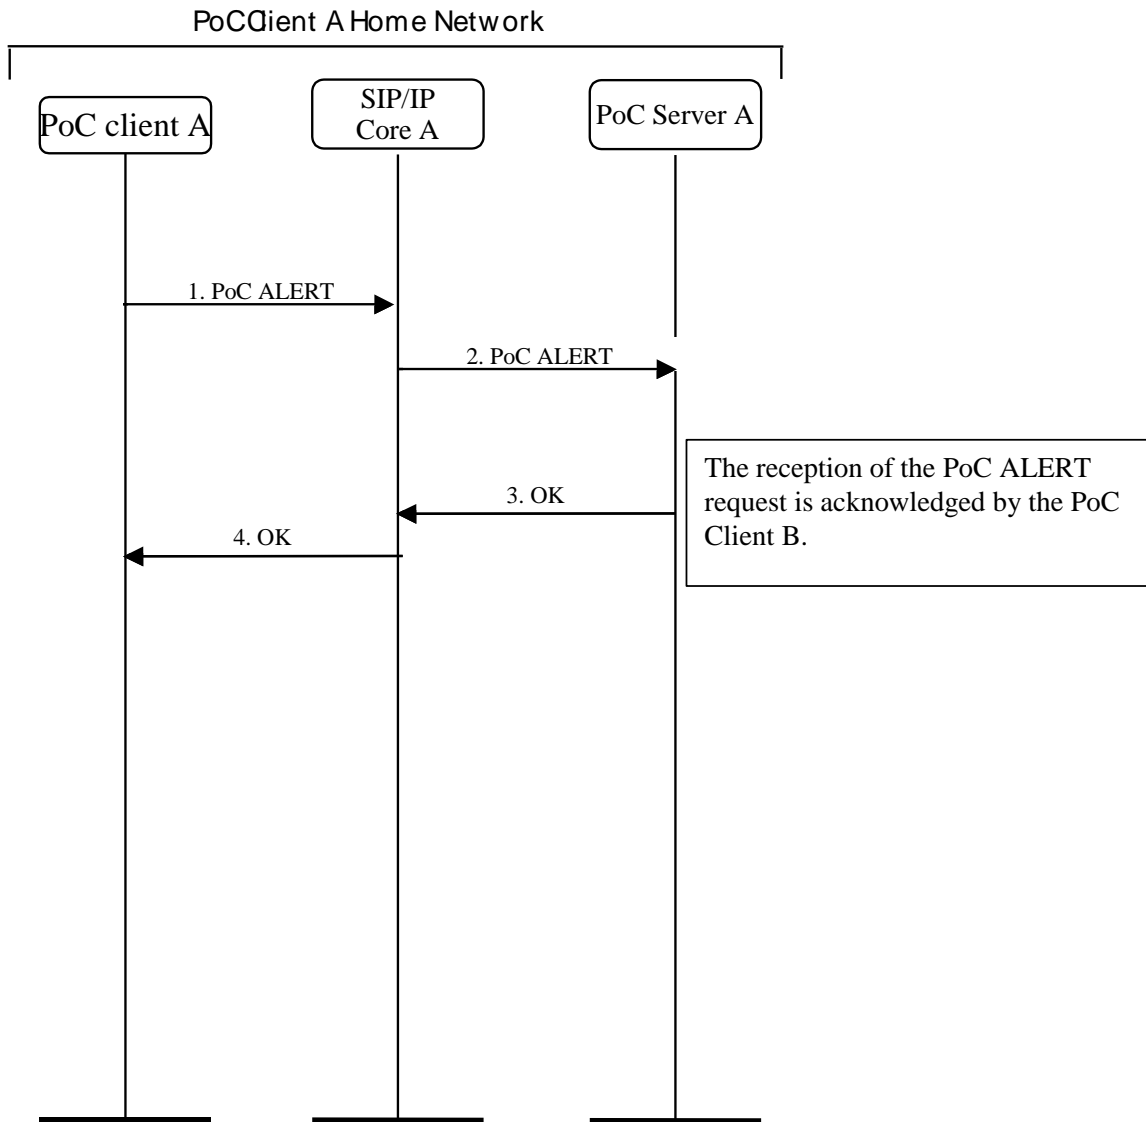 PoCClient A Home Network
PoC client A
SIP/IP
Core A
PoC Server A
1. PoC ALERT
2. PoC ALERT
The reception of the PoC ALERT
request is acknowledged by the PoC
Client B.
3. OK
4. OK